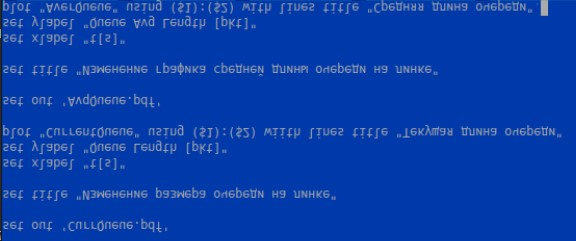 set out 'CurrQueue.pdf'
set title "Изменение размера очереди на линке"
set xlabel "t[s]"
set ylabel "Queue Length [pkt]"
plot "CurrentQueue" using ($1):($2) wiith lines title "Текущая длина очереди"
set out 'AvgQueue.pdf'
set title "Изменение графика средней длины очереди на линке"
set xlabel "t[s]"
set ylabel "Queue Avg Length [pkt]"
plot "AverQueue" using ($1):($2) with lines title "Средняя длина очереди"